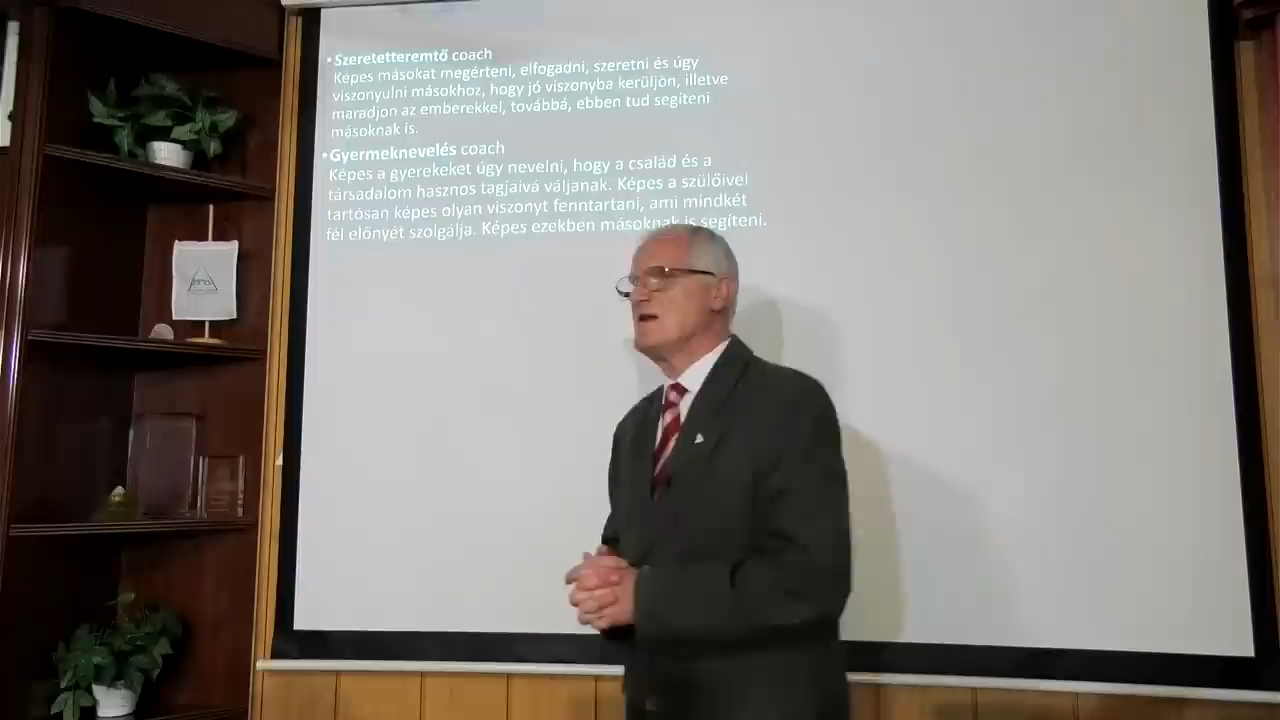 • Szeretetteremtő coach
Képes másokat megérteni, elfogadni, szeretni és úgy
viszonyulni másokhoz, hogy jó viszonyba kerüljön, illetve
maradjon az emberekkel, továbbá, ebben tud segíteni
másoknak is.
• Gyermeknevelés coach
Képes a gyerekeket úgy nevelni, hogy a család és a
társadalom hasznos tagjaivá váljanak. Képes a szülőivel
tartósan képes olyan viszonyt fenntartani, ami mindkét
fél előnyét szolgálja. Képes ezekben másoknak is segíteni.